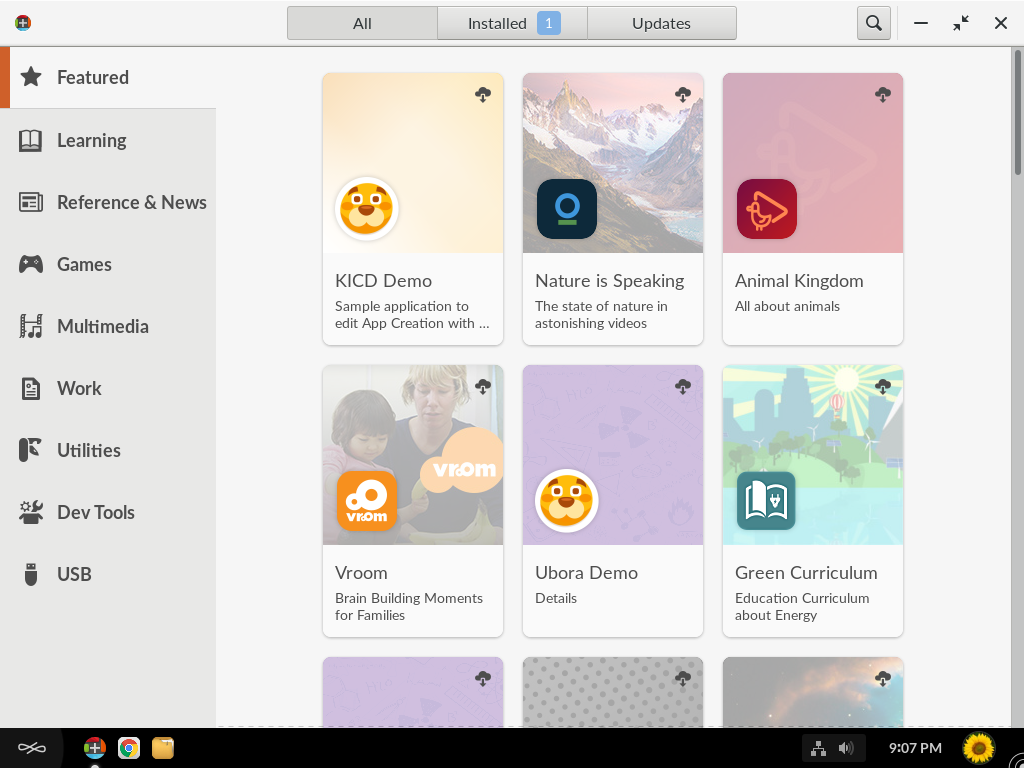 All
Installed 1
Updates
Featured
Learning
Reference & News
Games
Multimedia
Work
Utilities
Dev Tools
USB
KICD Demo
Sample application to
edit App Creation with ...
Nature is Speaking
The state of nature in
astonishing videos
Animal Kingdom
All about animals
vroom
vroom
Vroom
Brain Building Moments
for Families
Ubora Demo
Details
Green Curriculum
Education Curriculum
about Energy
9:07 PM